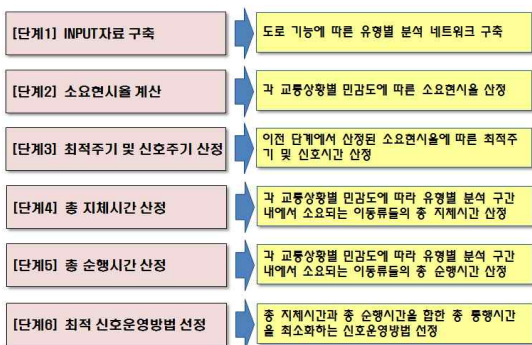 [단계1] INPUT자료 구축
도로 기능에 따른 유형별 분석 네트워크 구축
[단계2] 소요현시율 계산
각 교통상황별 민감도에 따른 소요현시율 산정
[단계3] 최적주기 및 신호주기 산정
이전 단계에서 산정된 소요현시율에 따른 최적주
기 및 신호시간 산정
[단계4] 총 지체시간 산정
각 교통상황별 민감도에 따라 유형별 분석 구간
내에서 소요되는 이동류들의 총 지체시간 산정
[단계5] 총 순행시간 산정
각 교통상황별 민감도에 따라 유형별 분석 구간
내에서 소요되는 이동류들의 총 순행시간 산정
[단계6] 최적 신호운영방법 선정
총 지체시간과 총 순행시간을 합한 총 통행시간
을 최소화하는 신호운영방법 선정